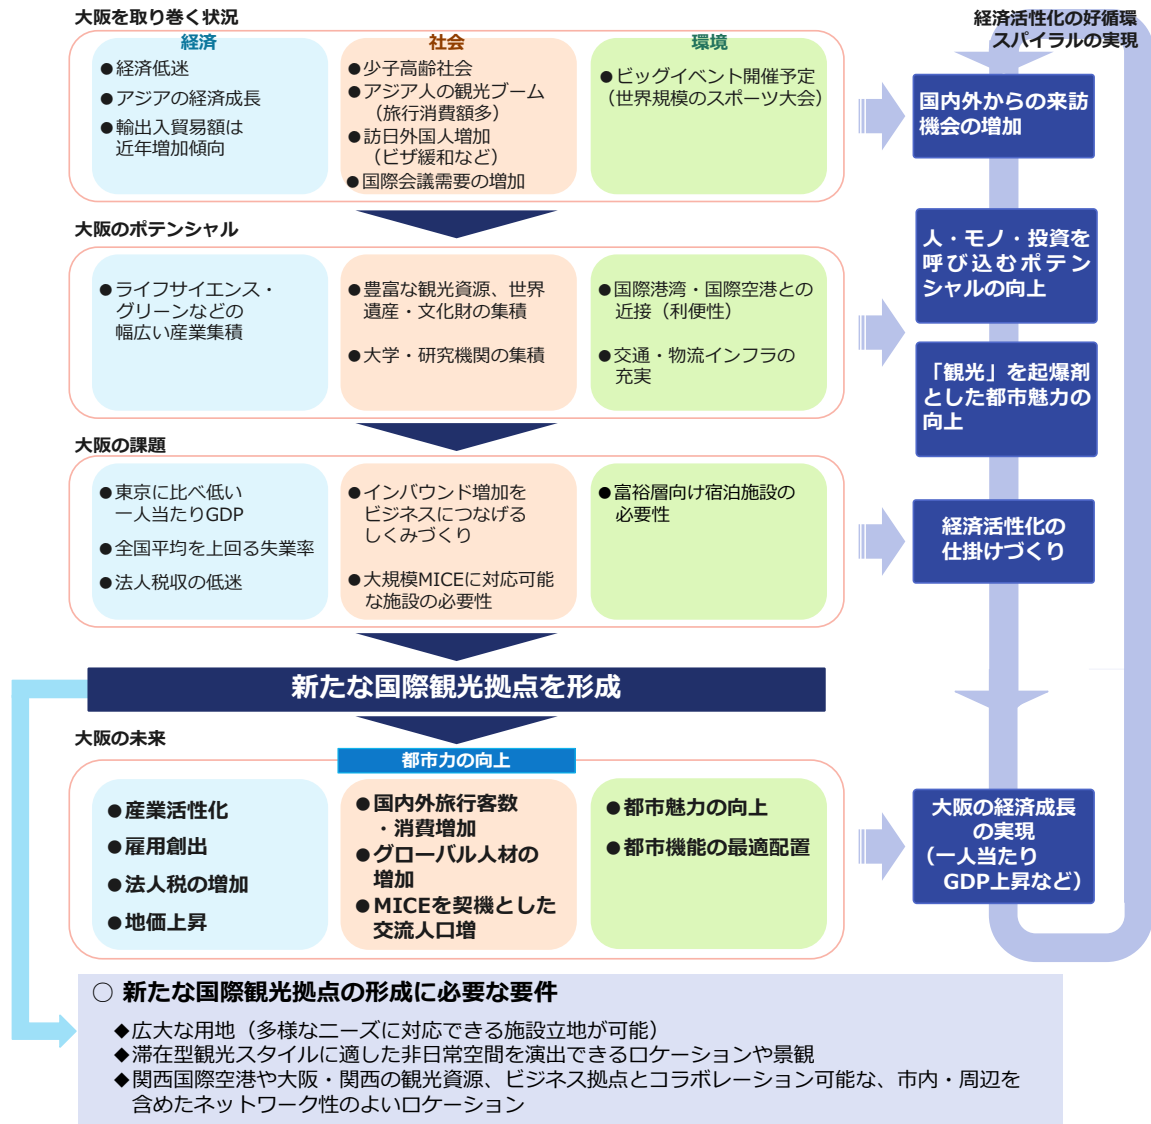 大阪を取り巻く状況
経済
●経済低迷
●アジアの経済成長
●輸出入貿易額は
近年増加傾向
社会
●少子高齢社会
●アジア人の観光ブーム
（旅行消費額多）
●訪日外国人増加
（ビザ緩和など）
●国際会議需要の増加
環境
●ビッグイベント開催予定
（世界規模のスポーツ大会）
経済活性化の好循環
スパイラルの実現
国内外からの来訪
機会の増加
大阪のポテンシャル
●ライフサイエンス・
グリーンなどの
幅広い産業集積
●豊富な観光資源、世界
遺産・文化財の集積
●大学・研究機関の集積
●国際港湾・国際空港との
近接（利便性）
●交通・物流インフラの
充実
人・モノ・投資を
呼び込むポテン
シャルの向上
「観光」を起爆剤
とした都市魅力の
向上
大阪の課題
●東京に比べ低い
一人当たりGDP
●全国平均を上回る失業率
●法人税収の低迷
●インバウンド増加を
ビジネスにつなげる
しくみづくり
●大規模MICEに対応可能
な施設の必要性
●富裕層向け宿泊施設の
必要性
経済活性化の
仕掛けづくり
新たな国際観光拠点を形成
大阪の未来
都市力の向上
●産業活性化
●雇用創出
●法人税の増加
●地価上昇
●国内外旅行客数
・消費増加
●グローバル人材の
増加
●MICEを契機とした
交流人口増
●都市魅力の向上
●都市機能の最適配置
大阪の経済成長
の実現
（一人当たり
GDP上昇など）
○ 新たな国際観光拠点の形成に必要な要件
◆広大な用地（多様なニーズに対応できる施設立地が可能）
◆滞在型観光スタイルに適した非日常空間を演出できるロケーションや景観
◆関西国際空港や大阪・関西の観光資源、ビジネス拠点とコラボレーション可能な、市内・周辺を
含めたネットワーク性のよいロケーション